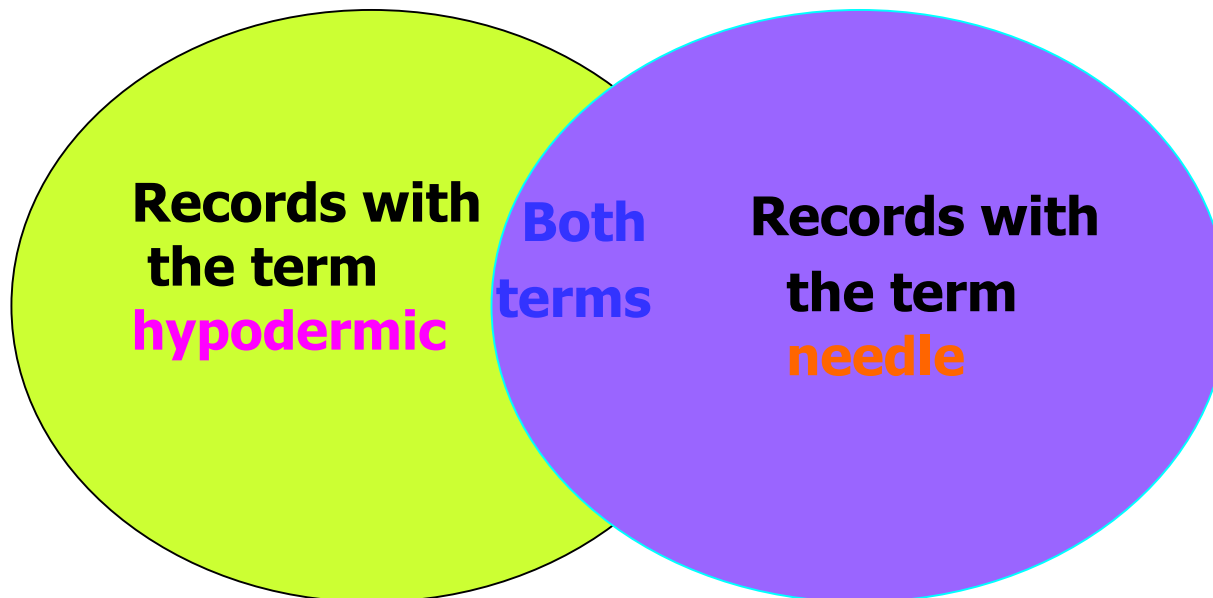 Records with
the term
hypodermic
Both
terms
Records with
the term
needle